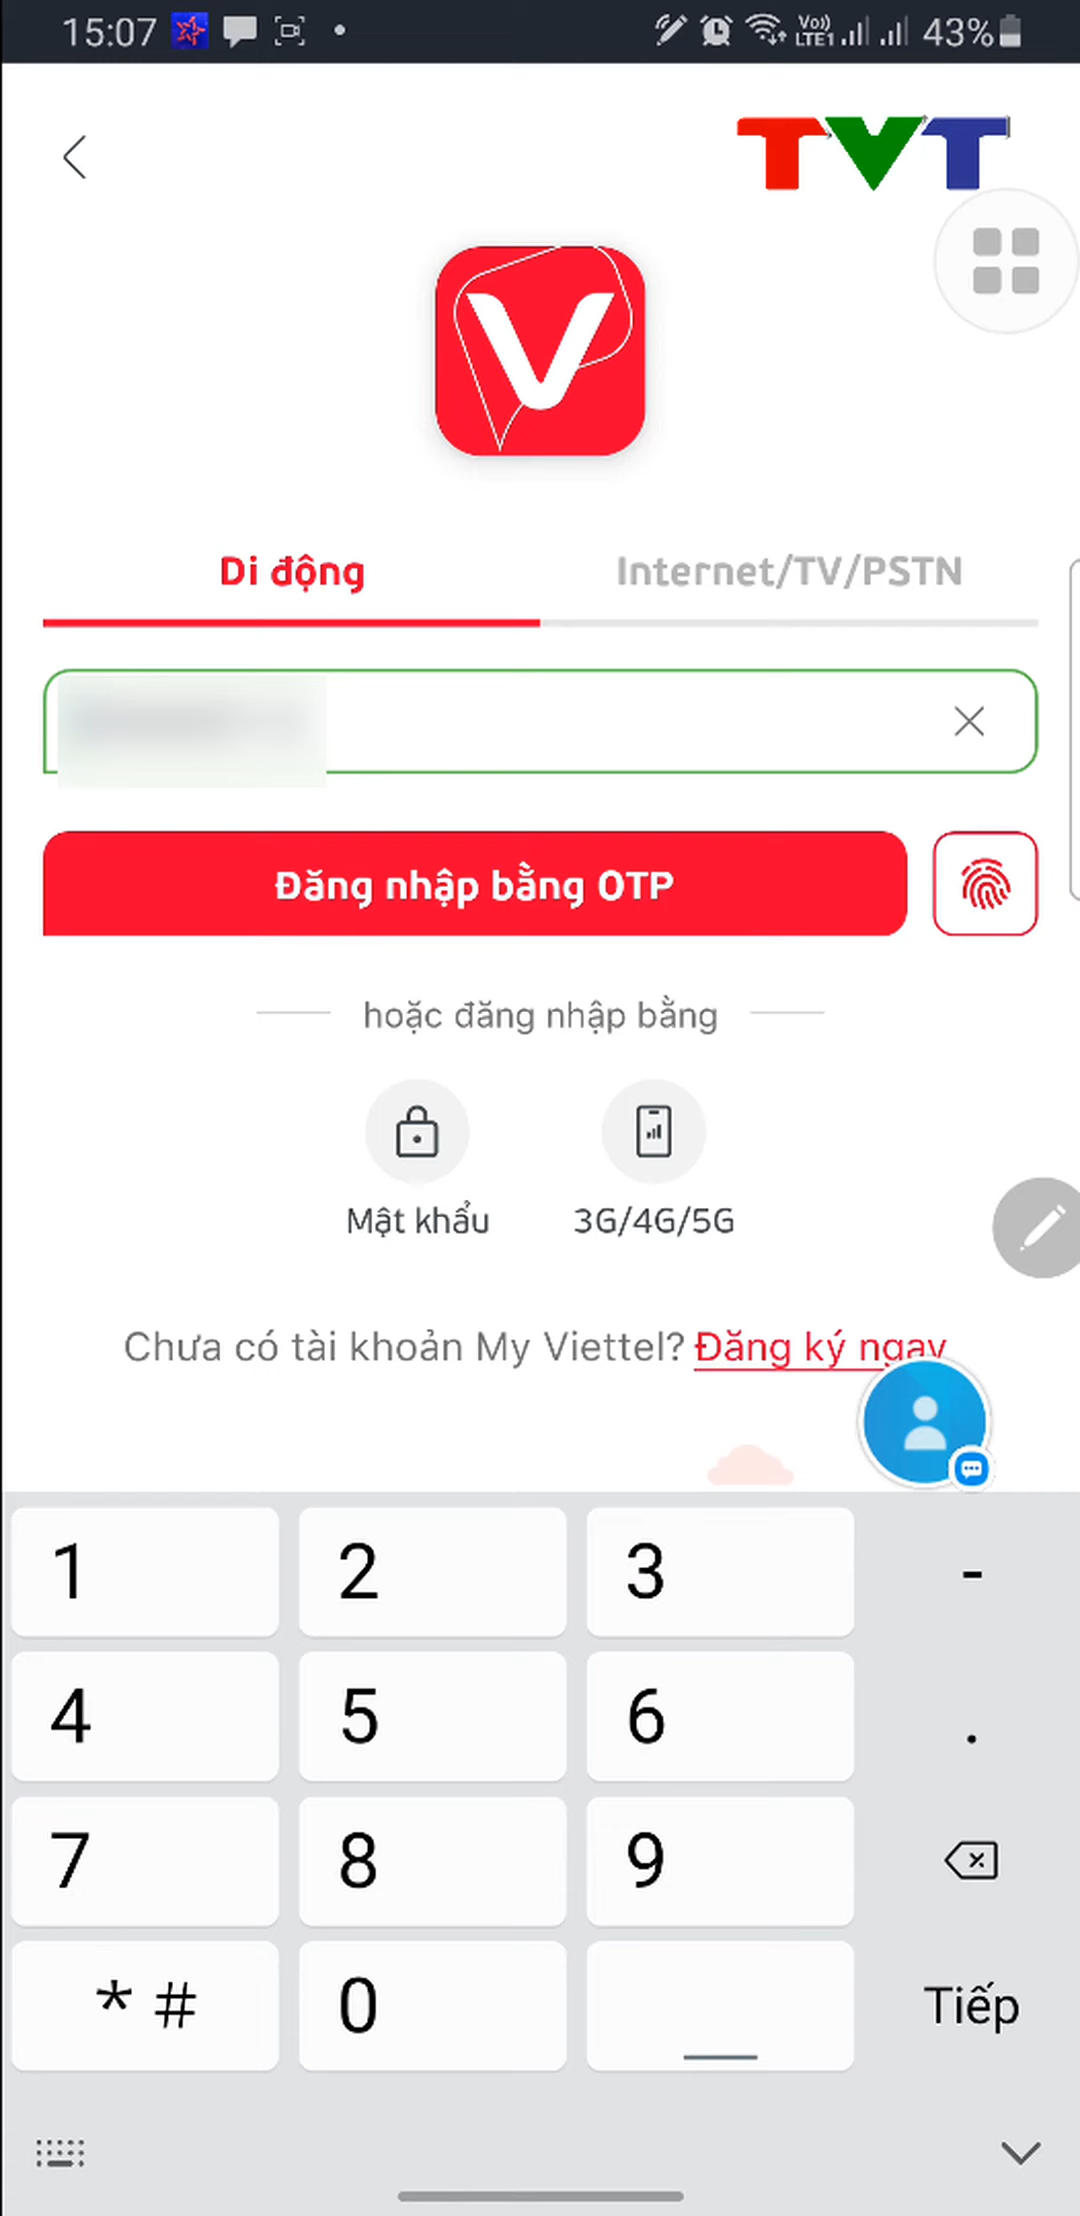 15:07
Vo)) LTE1 43%
TVT
Di động Internet/TV/PSTN
Đăng nhập bằng OTP
hoặc đăng nhập bằng
Mật khẩu 3G/4G/5G
Chưa có tài khoản My Viettel? Đăng ký ngay
1 2 3 -
4 5 6 .
7 8 9
* # 0 Tiếp